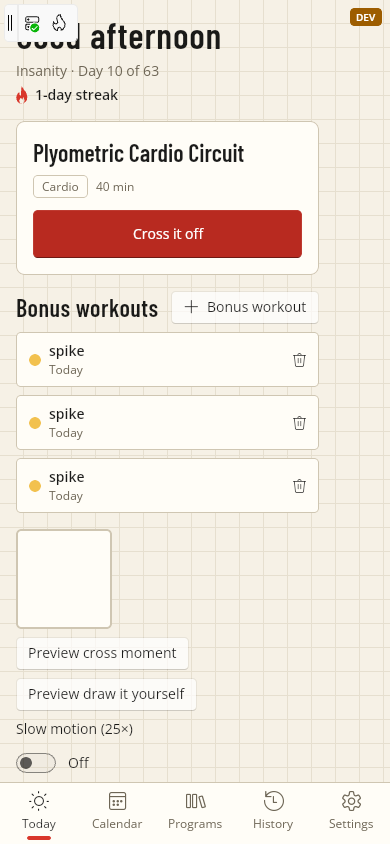 DEV
Good afternoon
Insanity · Day 10 of 63
1-day streak
Plyometric Cardio Circuit
Cardio 40 min
Cross it off
Bonus workouts + Bonus workout
spike
Today
spike
Today
spike
Today
Preview cross moment
Preview draw it yourself
Slow motion (25×)
Off
Today Calendar Programs History Settings